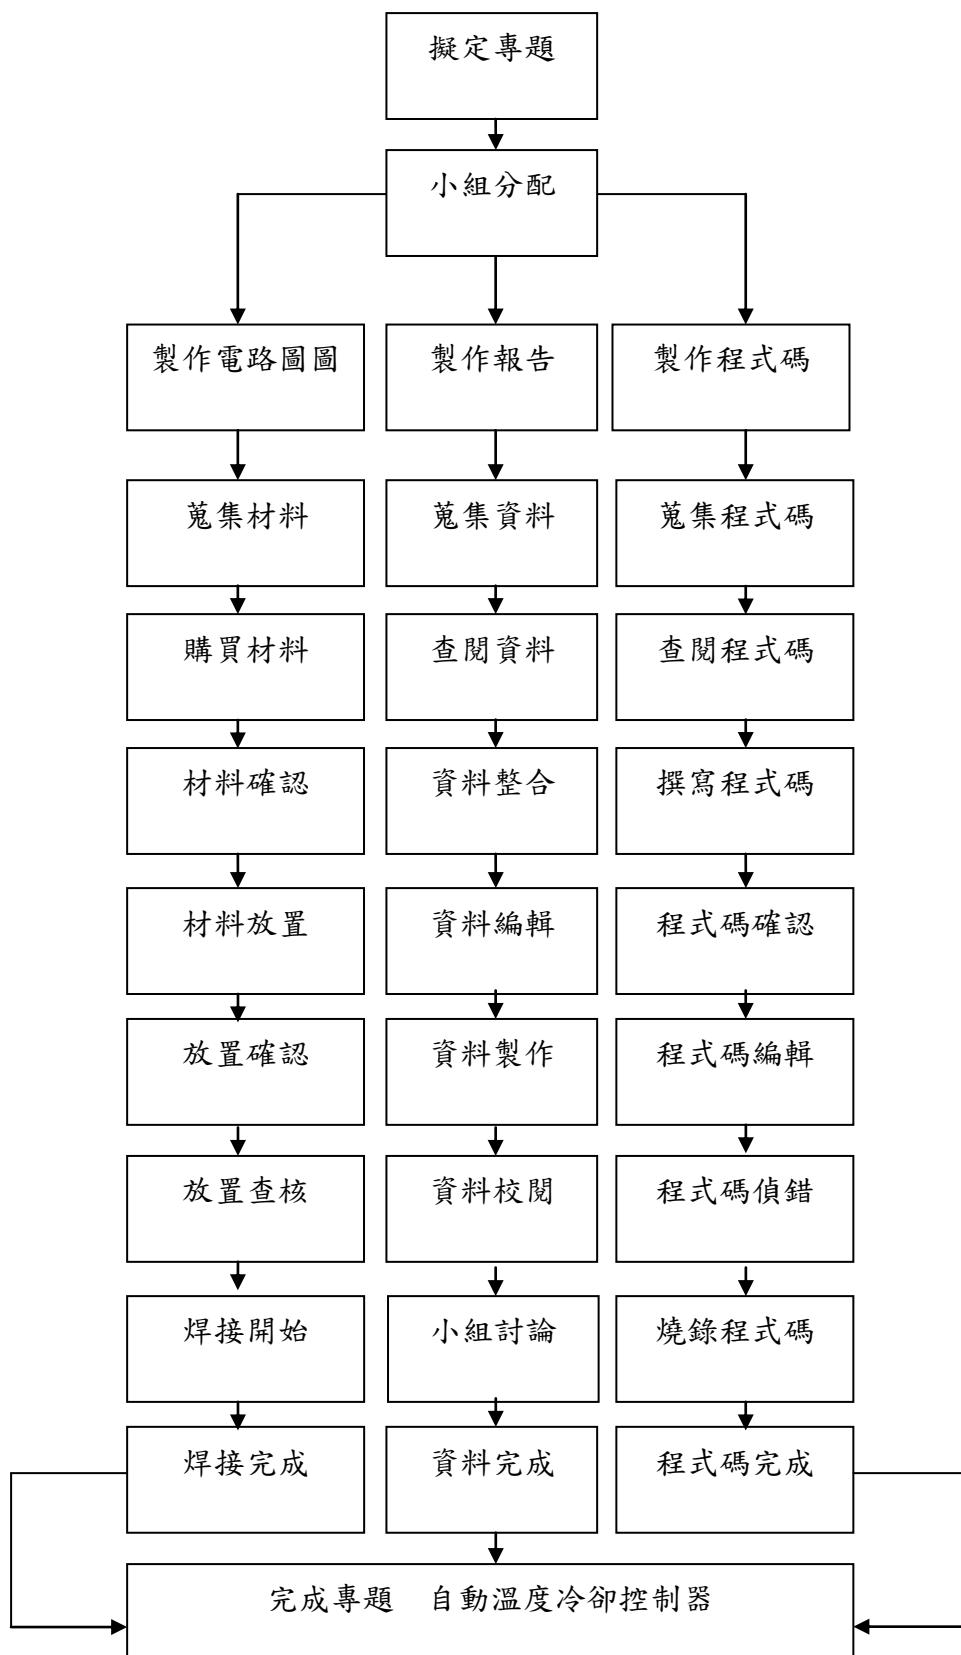 擬定專題
小組分配
製作電路圖圖
製作報告
製作程式碼
蒐集材料
蒐集資料
蒐集程式碼
購買材料
查閱資料
查閱程式碼
材料確認
資料整合
撰寫程式碼
材料放置
資料編輯
程式碼確認
放置確認
資料製作
程式碼編輯
放置查核
資料校閱
程式碼偵錯
焊接開始
小組討論
燒錄程式碼
焊接完成
資料完成
程式碼完成
完成專題　自動溫度冷卻控制器